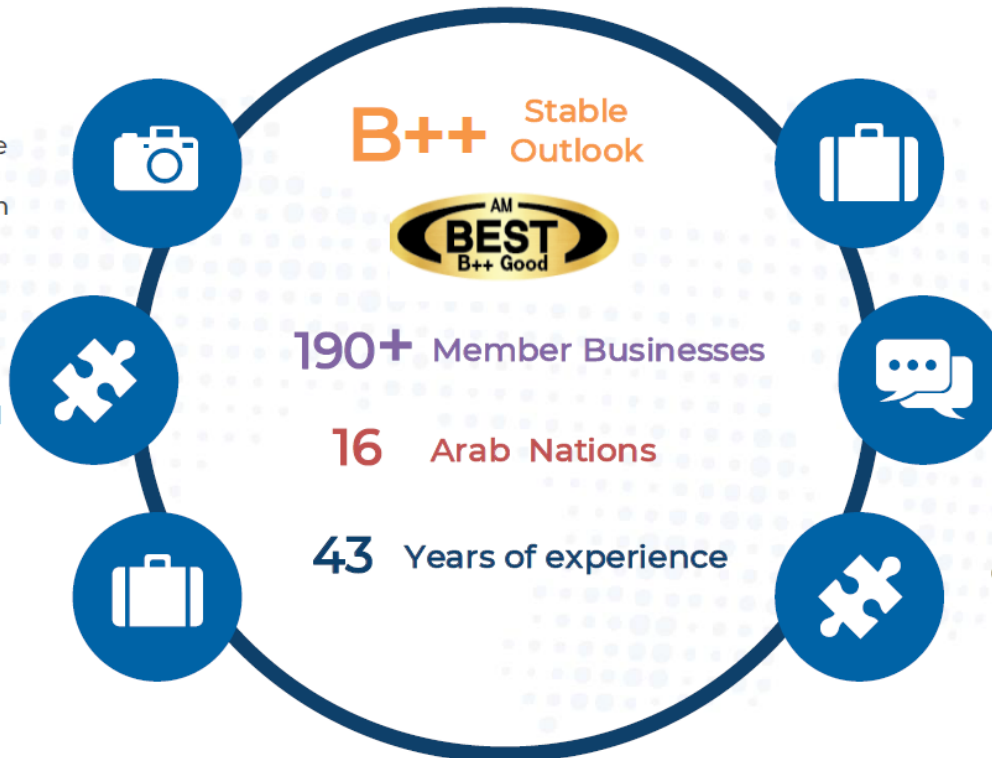 B++ Stable
Outlook
AM
BEST
B++ Good
190+ Member Businesses
16 Arab Nations
43 Years of experience